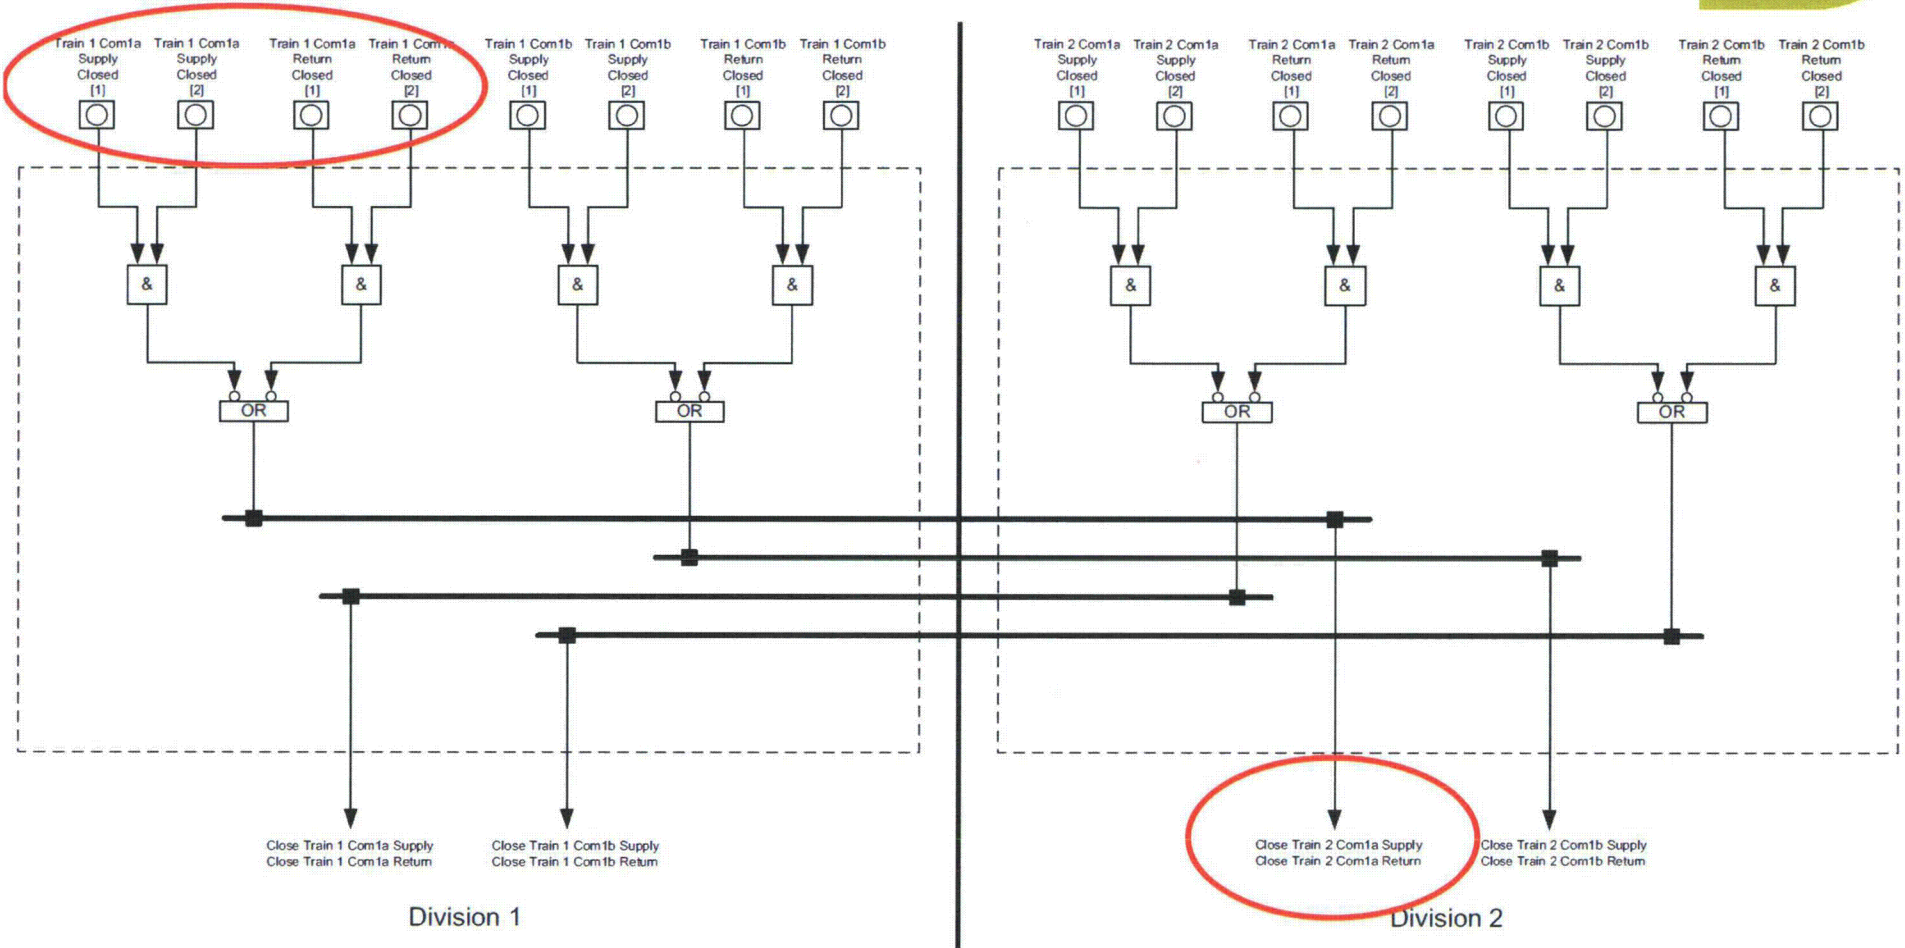 Train 1 Com1a Supply Closed [1]
Train 1 Com1a Supply Closed [2]
Train 1 Com1a Return Closed [1]
Train 1 Com1a Return Closed [2]
Train 1 Com1b Supply Closed [1]
Train 1 Com1b Supply Closed [2]
Train 1 Com1b Return Closed [1]
Train 1 Com1b Return Closed [2]
Train 2 Com1a Supply Closed [1]
Train 2 Com1a Supply Closed [2]
Train 2 Com1a Return Closed [1]
Train 2 Com1a Return Closed [2]
Train 2 Com1b Supply Closed [1]
Train 2 Com1b Supply Closed [2]
Train 2 Com1b Return Closed [1]
Train 2 Com1b Return Closed [2]
& & & & & & & &
OR OR OR OR
Close Train 1 Com1a Supply
Close Train 1 Com1a Return
Close Train 1 Com1b Supply
Close Train 1 Com1b Return
Close Train 2 Com1a Supply
Close Train 2 Com1a Return
Close Train 2 Com1b Supply
Close Train 2 Com1b Return
Division 1
Division 2